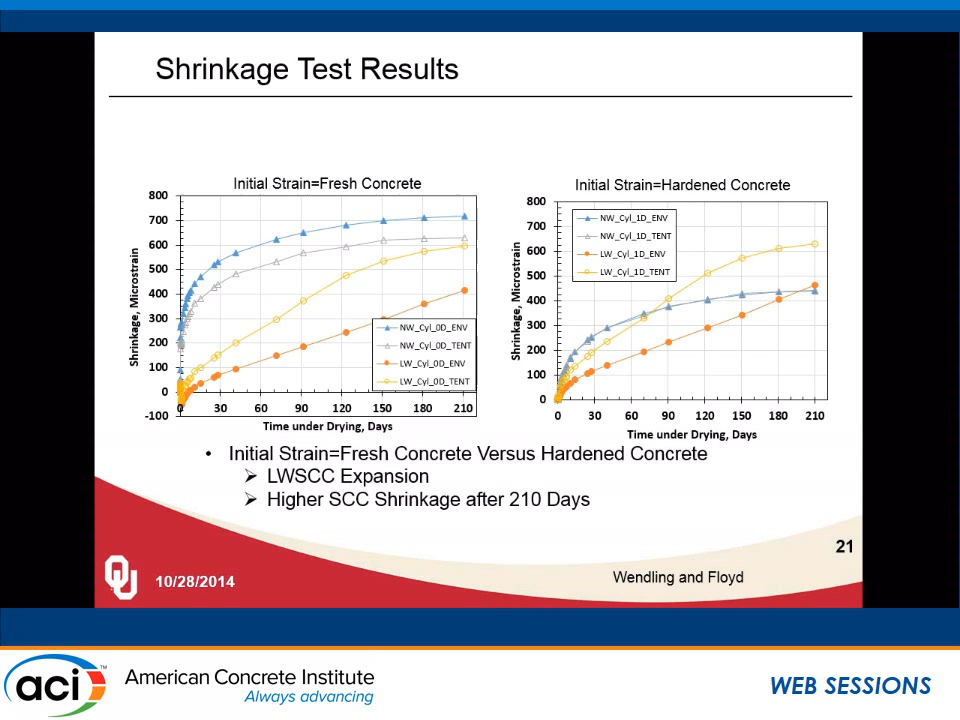 Shrinkage Test Results
Initial Strain=Fresh Concrete
800
700
600
500
400
300
200
100
0
-100
Shrinkage, Microstrain
NW_Cyl_0D_ENV
NW_Cyl_0D_TENT
LW_Cyl_0D_ENV
LW_Cyl_0D_TENT
0 30 60 90 120 150 180 210
Time under Drying, Days
Initial Strain=Hardened Concrete
800
700
600
500
400
300
200
100
0
Shrinkage, Microstrain
NW_Cyl_1D_ENV
NW_Cyl_1D_TENT
LW_Cyl_1D_ENV
LW_Cyl_1D_TENT
0 30 60 90 120 150 180 210
Time under Drying, Days
• Initial Strain=Fresh Concrete Versus Hardened Concrete
➢ LWSCC Expansion
➢ Higher SCC Shrinkage after 210 Days
21
OU
10/28/2014
Wendling and Floyd
aci™
American Concrete Institute
Always advancing
WEB SESSIONS